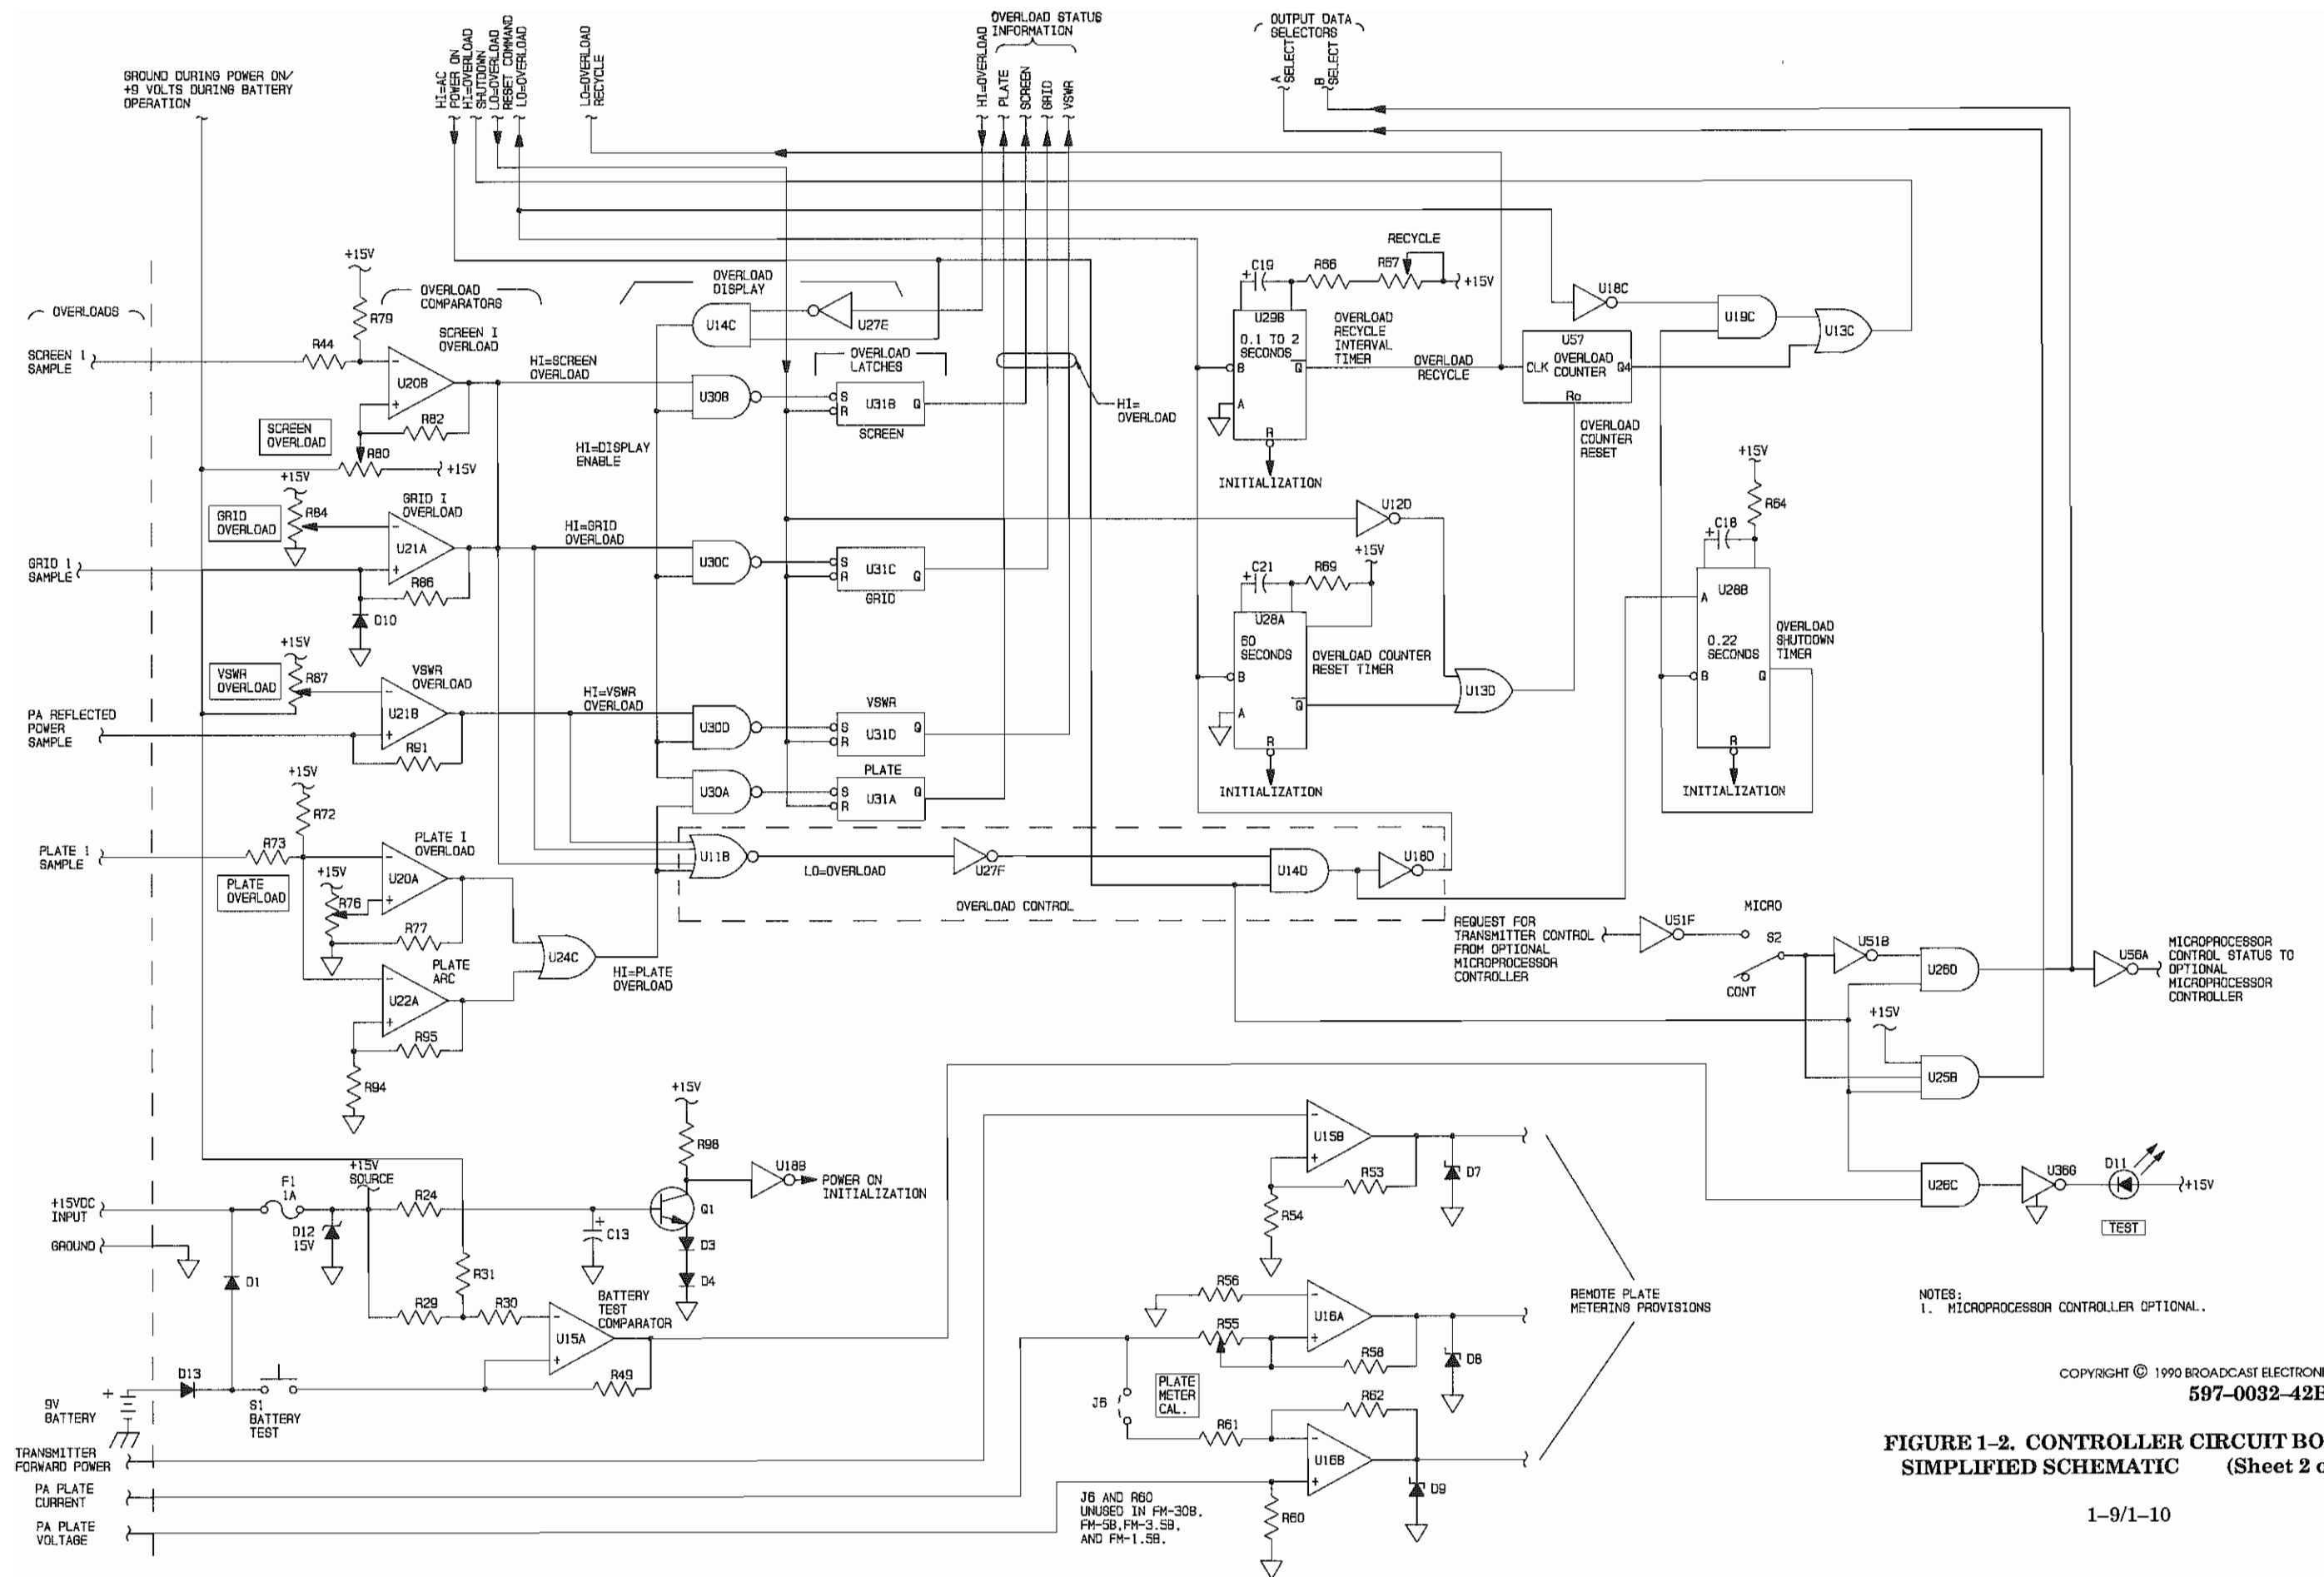 GROUND DURING POWER ON/
+9 VOLTS DURING BATTERY
OPERATION
HI=AC
POWER ON
HI=OVERLOAD
SHUTDOWN
LO=OVERLOAD
RESET COMMAND
LO=OVERLOAD
LO=OVERLOAD
RECYCLE
HI=OVERLOAD
OVERLOAD STATUS
INFORMATION
PLATE
SCREEN
GRID
VSWR
OUTPUT DATA
SELECTORS
A
SELECT
B
SELECT
OVERLOADS
SCREEN 1
SAMPLE
R44
+15V
R79
OVERLOAD
COMPARATORS
SCREEN I
OVERLOAD
-
U20B
+
R82
SCREEN
OVERLOAD
R80
+15V
HI=SCREEN
OVERLOAD
OVERLOAD
DISPLAY
U14C
U27E
OVERLOAD
LATCHES
U30B
S
R
U31B
Q
SCREEN
HI=DISPLAY
ENABLE
HI=
OVERLOAD
+15V
R84
GRID
OVERLOAD
GRID I
OVERLOAD
-
U21A
+
R86
D10
GRID 1
SAMPLE
HI=GRID
OVERLOAD
U30C
S
R
U31C
Q
GRID
+15V
R87
VSWR
OVERLOAD
VSWR
OVERLOAD
-
U21B
+
R91
PA REFLECTED
POWER
SAMPLE
HI=VSWR
OVERLOAD
U30D
VSWR
S
R
U31D
Q
U30A
PLATE
S
R
U31A
Q
+15V
R72
PLATE 1
SAMPLE
R73
PLATE
OVERLOAD
+15V
R76
PLATE I
OVERLOAD
-
U20A
+
R77
PLATE
ARC
-
U22A
+
R95
R94
U24C
HI=PLATE
OVERLOAD
U11B
LO=OVERLOAD
U27F
U14D
U18D
OVERLOAD CONTROL
C19
+
R66
R67
RECYCLE
+15V
U29B
0.1 TO 2
SECONDS
B
Q
A
R
OVERLOAD
RECYCLE
INTERVAL
TIMER
OVERLOAD
RECYCLE
INITIALIZATION
U18C
U19C
U13C
U57
OVERLOAD
COUNTER
CLK
Q4
Ro
OVERLOAD
COUNTER
RESET
U12D
C21
+
R69
+15V
U28A
60
SECONDS
B
Q
A
R
OVERLOAD COUNTER
RESET TIMER
INITIALIZATION
U13D
+15V
R64
C18
+
A
U28B
0.22
SECONDS
B
Q
R
OVERLOAD
SHUTDOWN
TIMER
INITIALIZATION
REQUEST FOR
TRANSMITTER CONTROL
FROM OPTIONAL
MICROPROCESSOR
CONTROLLER
U51F
MICRO
S2
CONT
U51B
U26D
U56A
MICROPROCESSOR
CONTROL STATUS TO
OPTIONAL
MICROPROCESSOR
CONTROLLER
+15V
U25B
U26C
U36G
D11
+15V
TEST
+15VDC
INPUT
F1
1A
+15V
SOURCE
R24
D12
15V
GROUND
D1
C13
+
+15V
R98
Q1
D3
D4
U18B
POWER ON
INITIALIZATION
R31
R29
R30
BATTERY
TEST
COMPARATOR
-
U15A
+
R49
D13
9V
BATTERY
+
S1
BATTERY
TEST
TRANSMITTER
FORWARD POWER
PA PLATE
CURRENT
PA PLATE
VOLTAGE
-
U15B
+
R53
R54
D7
R56
R55
-
U16A
+
R58
D8
PLATE
METER
CAL.
J6
R61
R62
-
U16B
+
R60
D9
J6 AND R60
UNUSED IN FM-30B,
FM-5B,FM-3.5B,
AND FM-1.5B.
REMOTE PLATE
METERING PROVISIONS
NOTES:
1. MICROPROCESSOR CONTROLLER OPTIONAL.
COPYRIGHT © 1990 BROADCAST ELECTRONI
597-0032-42B
FIGURE 1-2. CONTROLLER CIRCUIT BO
SIMPLIFIED SCHEMATIC (Sheet 2 o
1-9/1-10